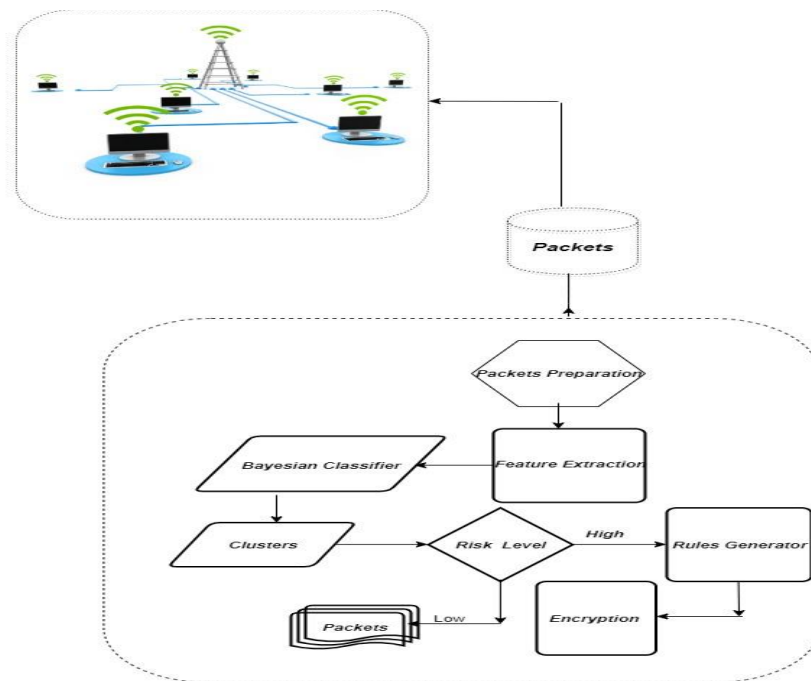 Packets
Packets Preparation
Bayesian Classifier
Feature Extraction
Clusters
Risk Level
High
Rules Generator
Packets
Low
Encryption